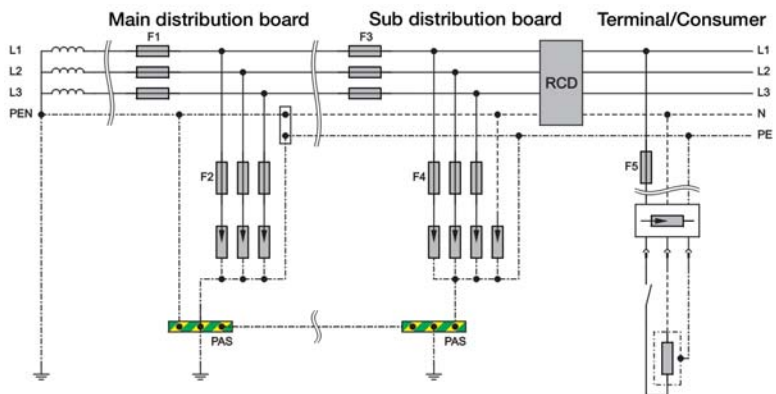 Main distribution board Sub distribution board Terminal/Consumer
F1 F3
L1 L1
L2 L2
RCD
L3 L3
PEN N
PE
F2 F4 F5
PAS PAS